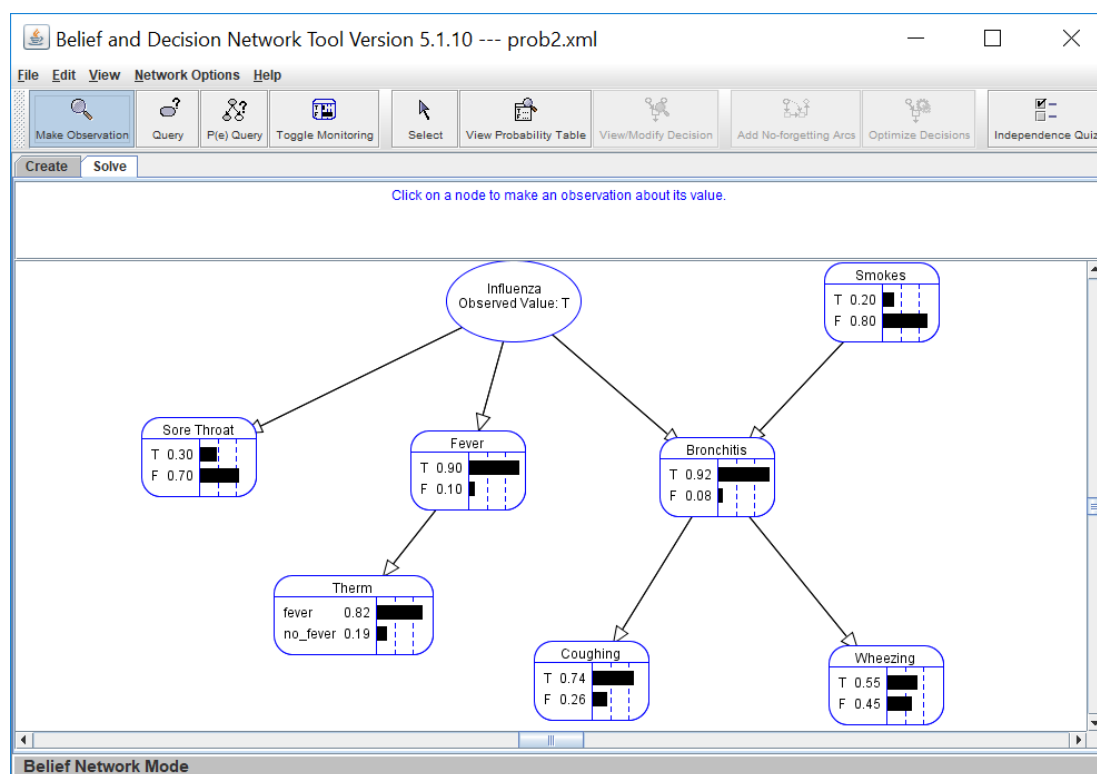 Belief and Decision Network Tool Version 5.1.10 --- prob2.xml
File Edit View Network Options Help
Make Observation Query P(e) Query Toggle Monitoring Select View Probability Table View/Modify Decision Add No-forgetting Arcs Optimize Decisions Independence Quiz
Create Solve
Click on a node to make an observation about its value.
Influenza
Observed Value: T
Smokes
T 0.20
F 0.80
Sore Throat
T 0.30
F 0.70
Fever
T 0.90
F 0.10
Bronchitis
T 0.92
F 0.08
Therm
fever 0.82
no_fever 0.19
Coughing
T 0.74
F 0.26
Wheezing
T 0.55
F 0.45
Belief Network Mode